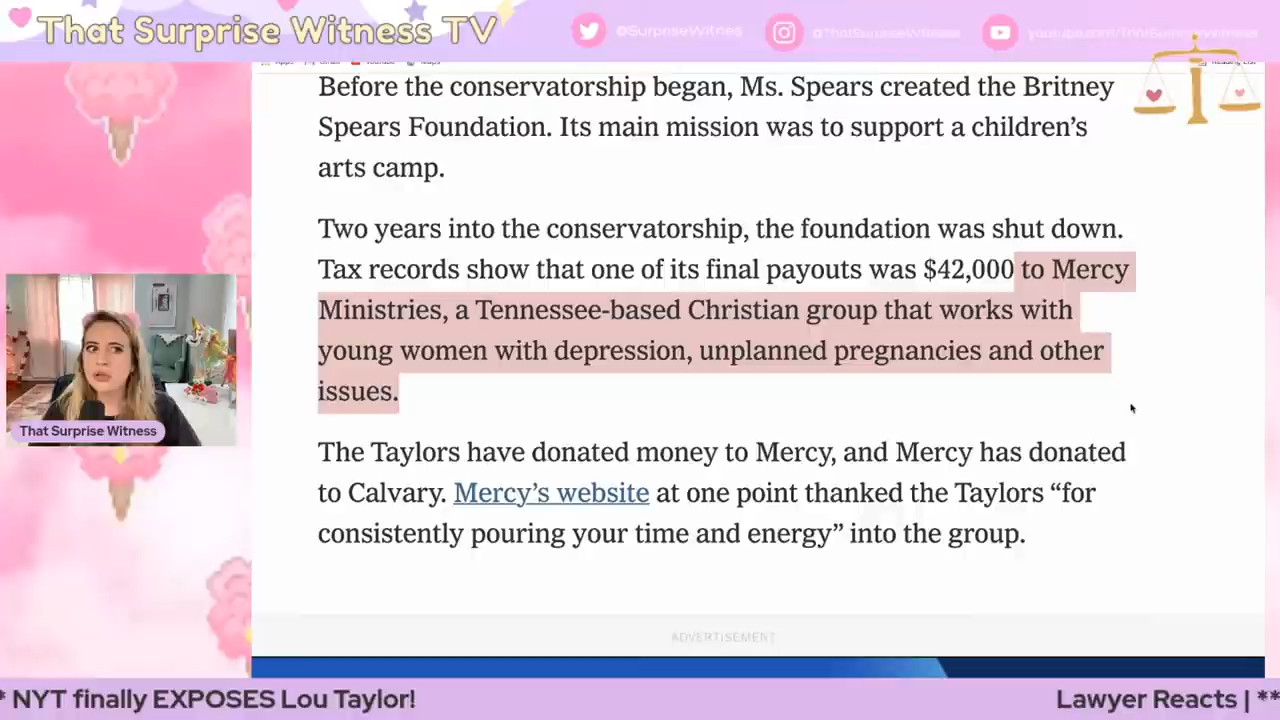 That Surprise Witness TV
@SurpriseWitnes
@ThatSurpriseWitness
youtube.com/ThatSurpriseWitness
Before the conservatorship began, Ms. Spears created the Britney
Spears Foundation. Its main mission was to support a children’s
arts camp.
Two years into the conservatorship, the foundation was shut down.
Tax records show that one of its final payouts was $42,000 to Mercy
Ministries, a Tennessee-based Christian group that works with
young women with depression, unplanned pregnancies and other
issues.
That Surprise Witness
The Taylors have donated money to Mercy, and Mercy has donated
to Calvary. Mercy’s website at one point thanked the Taylors “for
consistently pouring your time and energy” into the group.
ADVERTISEMENT
* NYT finally EXPOSES Lou Taylor!
Lawyer Reacts | **